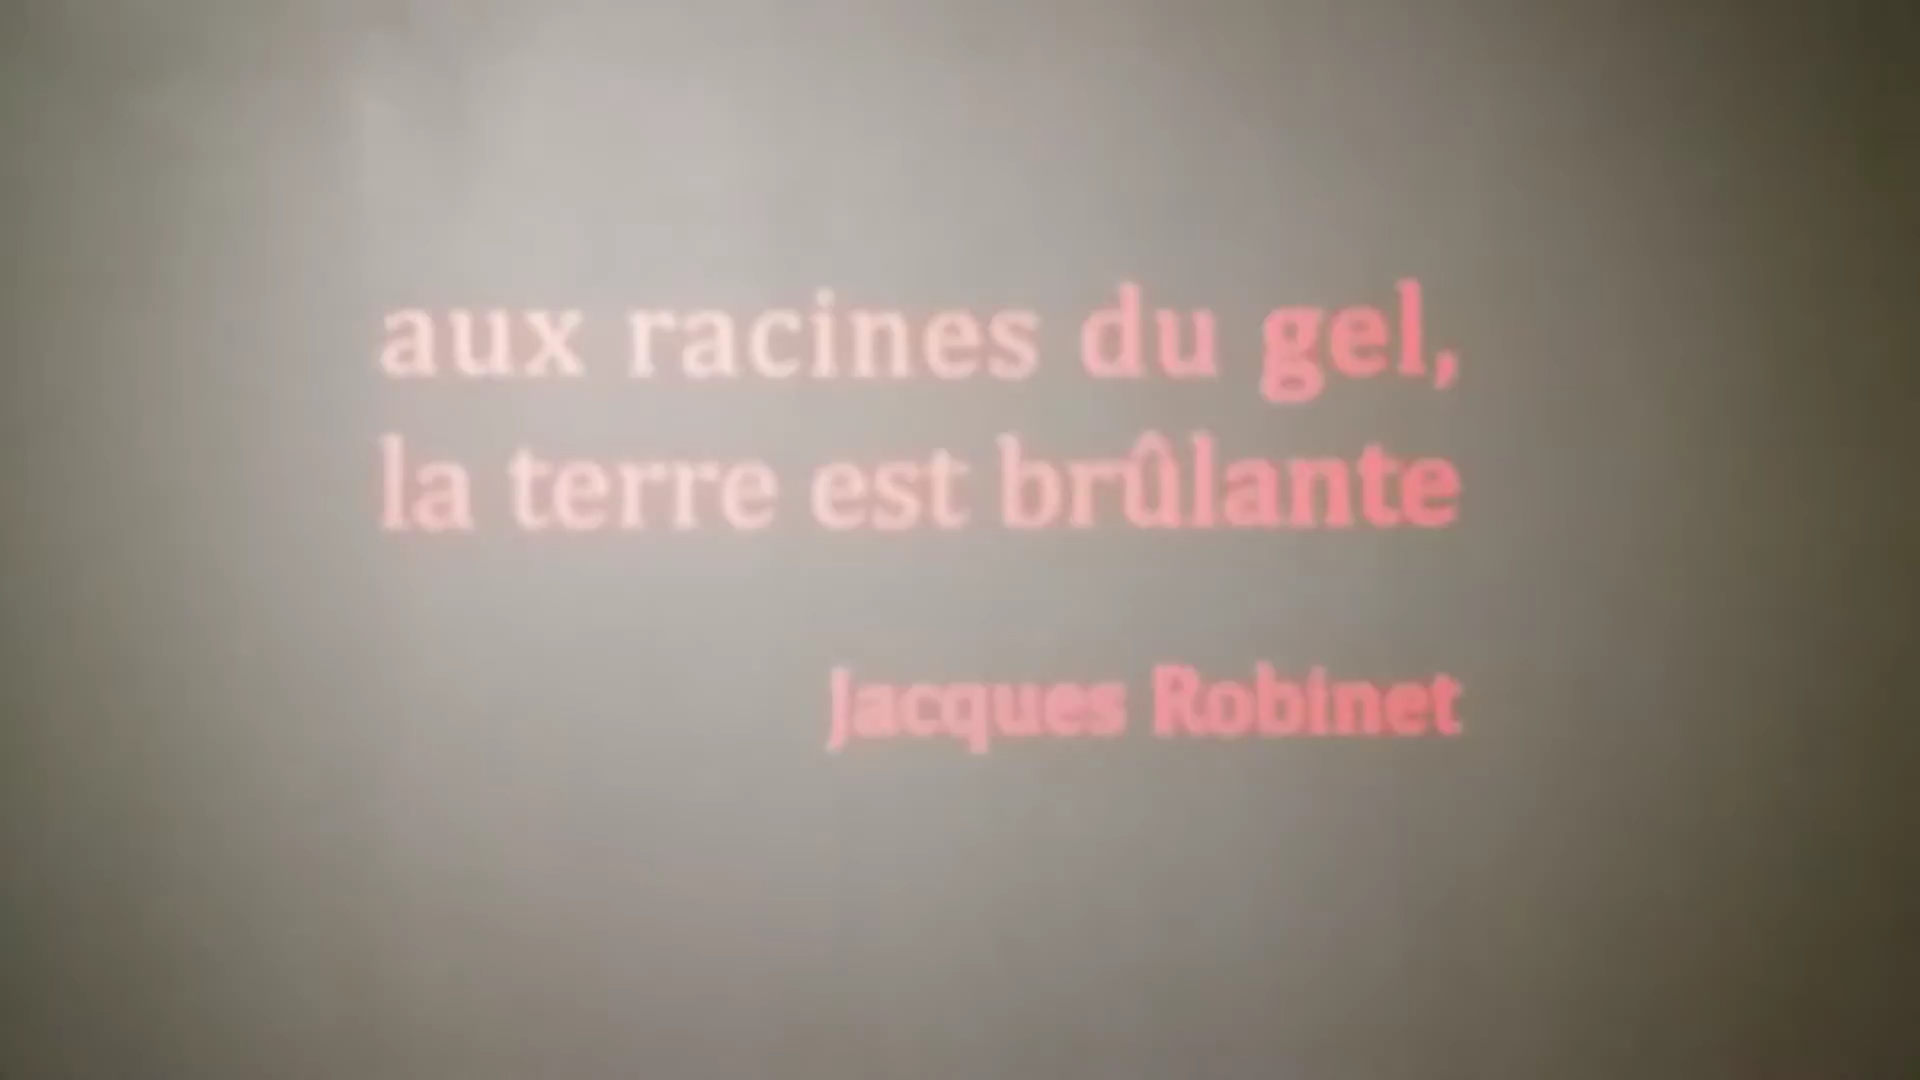 aux racines du gel,
la terre est brûlante
Jacques Robinet